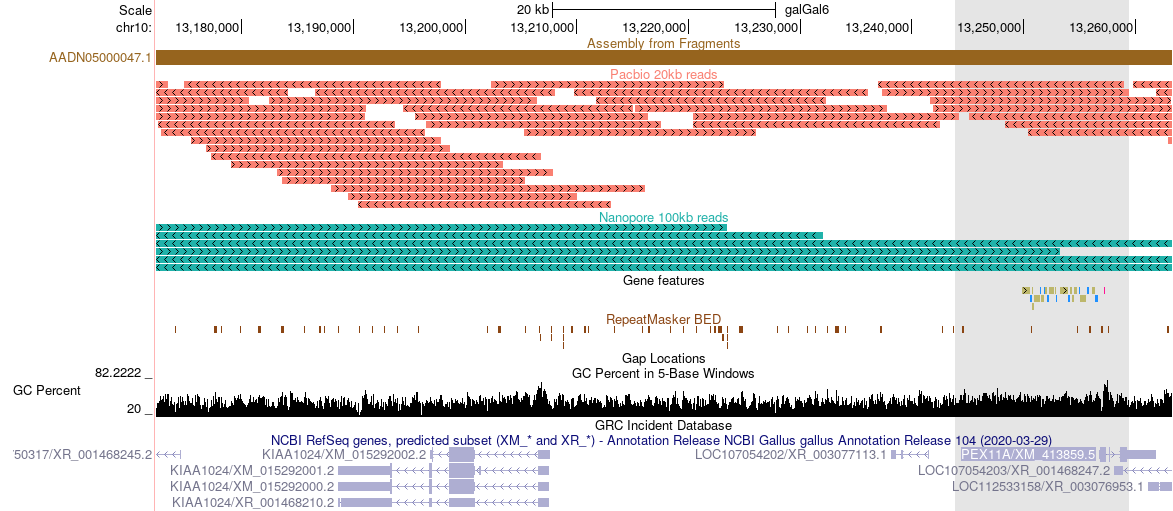 Scale 20 kb galGal6
chr10: 13,180,000 13,190,000 13,200,000 13,210,000 13,220,000 13,230,000 13,240,000 13,250,000 13,260,000
Assembly from Fragments
AADN05000047.1
Pacbio 20kb reads
Nanopore 100kb reads
Gene features
RepeatMasker BED
Gap Locations
82.2222 _ GC Percent in 5-Base Windows
GC Percent
20 _
GRC Incident Database
NCBI RefSeq genes, predicted subset (XM_* and XR_*) - Annotation Release NCBI Gallus gallus Annotation Release 104 (2020-03-29)
'50317/XR_001468245.2 KIAA1024/XM_015292002.2 LOC107054202/XR_003077113.1 PEX11A/XM_413859.5
KIAA1024/XM_015292001.2 LOC107054203/XR_001468247.2
KIAA1024/XM_015292000.2 LOC112533158/XR_003076953.1
KIAA1024/XR_001468210.2